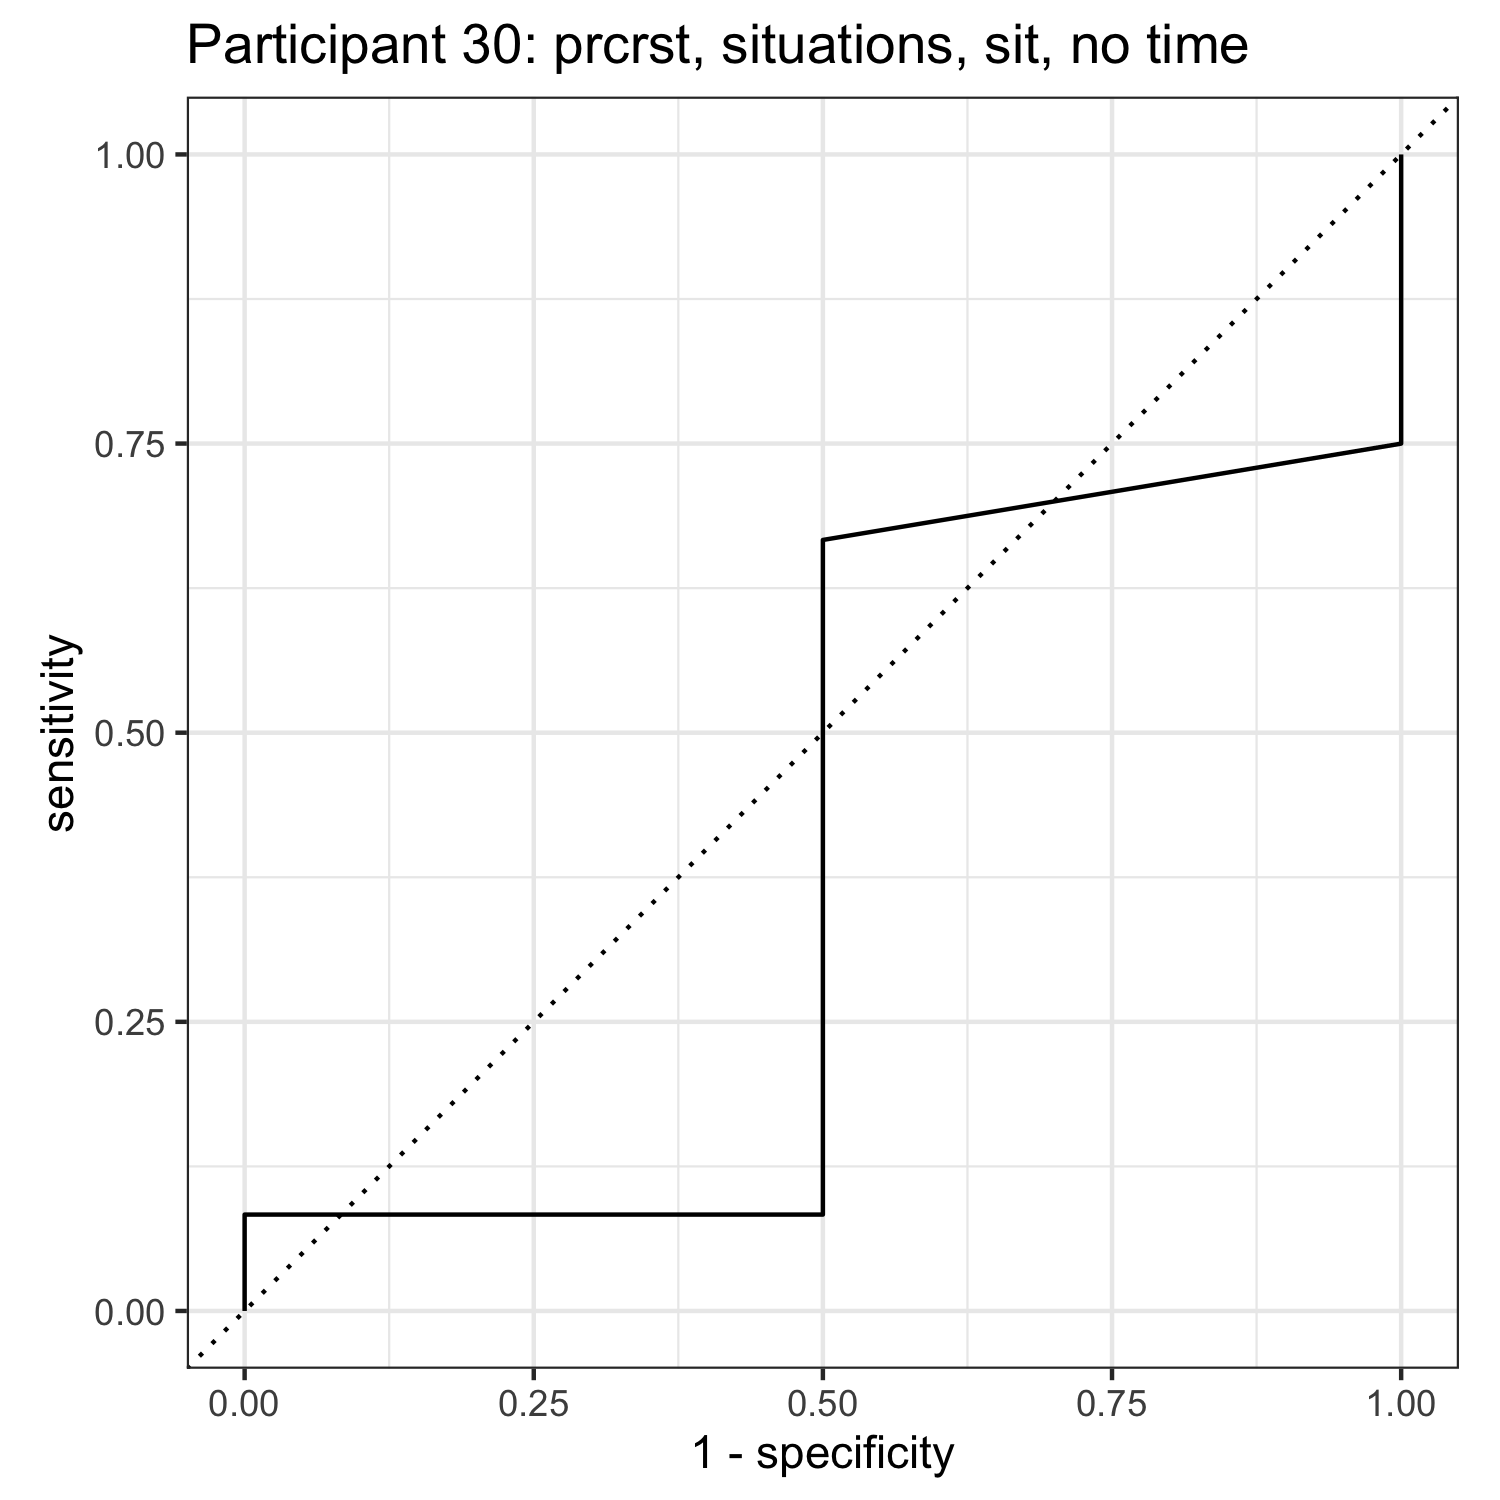 Participant 30: prcrst, situations, sit, no time
1.00
0.75
0.50
0.25
0.00
sensitivity
0.00 0.25 0.50 0.75 1.00
1 - specificity